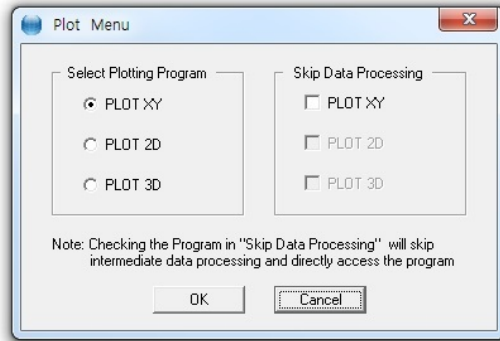 Plot Menu
Select Plotting Program
PLOT XY
PLOT 2D
PLOT 3D
Skip Data Processing
PLOT XY
PLOT 2D
PLOT 3D
Note: Checking the Program in "Skip Data Processing" will skip
intermediate data processing and directly access the program
OK
Cancel